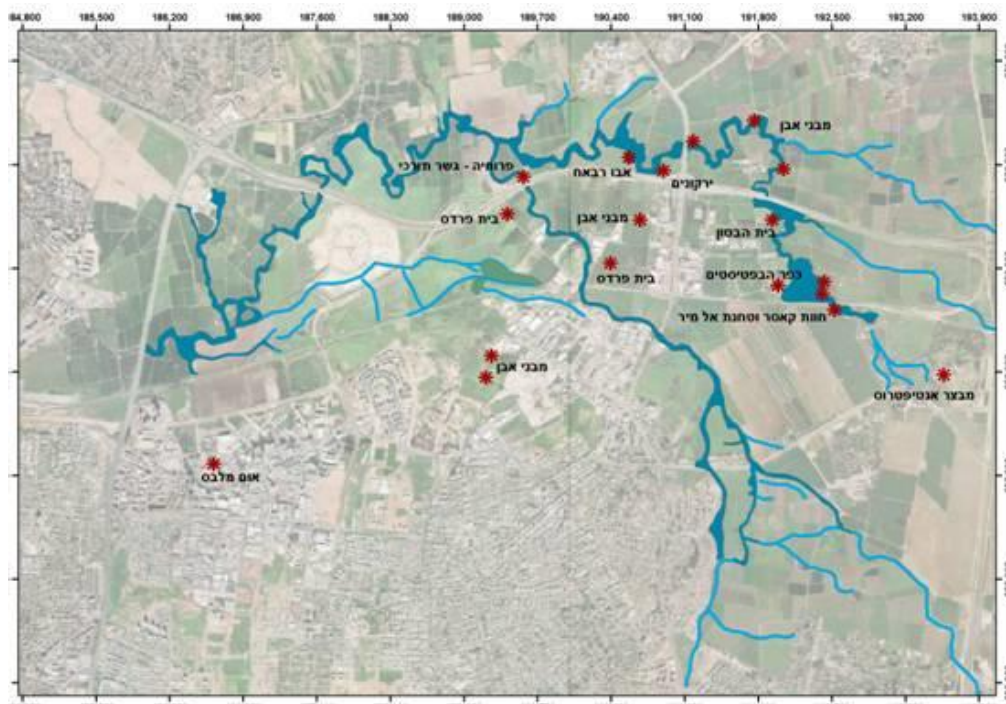 184,800 185,500 186,200 186,900 187,600 188,300 189,000 189,700 190,400 191,100 191,800 192,500 193,200 193,900
מבני אבן
פרומיה - גשר תורכי
אבו רבאח
ירקונים
בית פרדס
מבני אבן
בית הבטון
בית פרדס
כפר הבפטיסטים
חוות קאסר וטחנת אל מיר
מבני אבן
מבצר אנטיפטרוס
אום מלבס